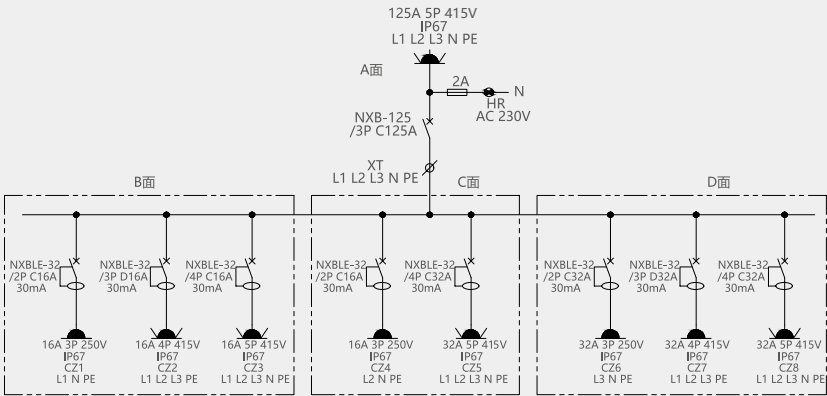 125A 5P 415V
IP67
L1 L2 L3 N PE
A面
2A
N
HR
AC 230V
NXB-125
/3P C125A
XT
L1 L2 L3 N PE
B面
C面
D面
NXBLE-32
/2P C16A
30mA
NXBLE-32
/3P D16A
30mA
NXBLE-32
/4P C16A
30mA
NXBLE-32
/2P C16A
30mA
NXBLE-32
/4P C32A
30mA
NXBLE-32
/2P C32A
30mA
NXBLE-32
/3P D32A
30mA
NXBLE-32
/4P C32A
30mA
16A 3P 250V
IP67
CZ1
L1 N PE
16A 4P 415V
IP67
CZ2
L1 L2 L3 PE
16A 5P 415V
IP67
CZ3
L1 L2 L3 N PE
16A 3P 250V
IP67
CZ4
L2 N PE
32A 5P 415V
IP67
CZ5
L1 L2 L3 N PE
32A 3P 250V
IP67
CZ6
L3 N PE
32A 4P 415V
IP67
CZ7
L1 L2 L3 PE
32A 5P 415V
IP67
CZ8
L1 L2 L3 N PE